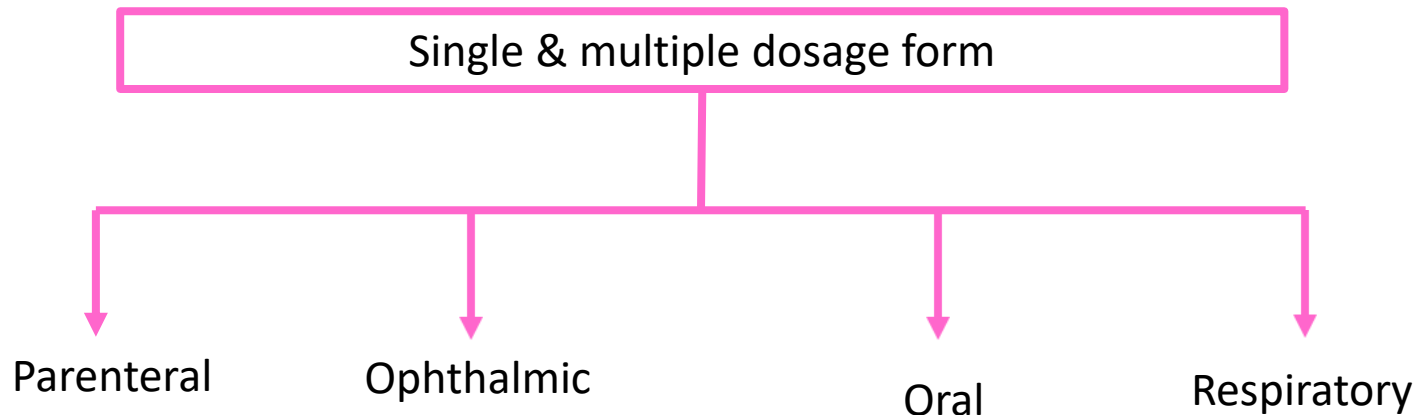 Single & multiple dosage form
Parenteral
Ophthalmic
Oral
Respiratory